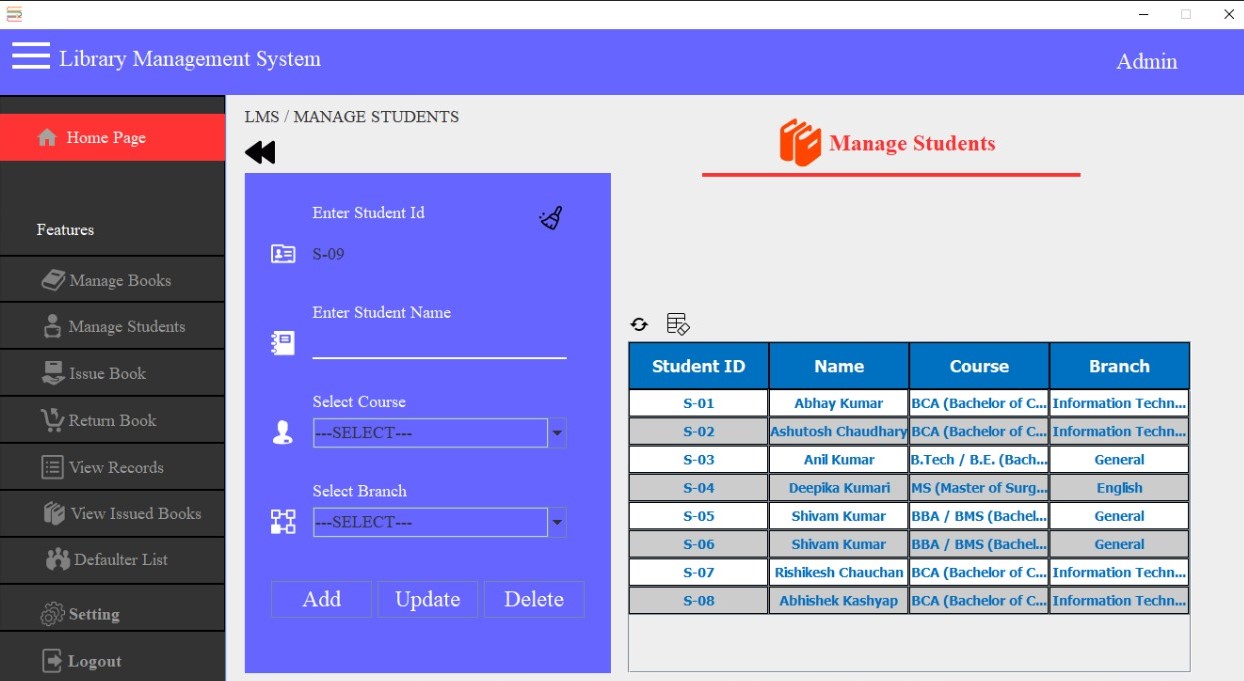 Library Management System
Admin
Home Page
Features
Manage Books
Manage Students
Issue Book
Return Book
View Records
View Issued Books
Defaulter List
Setting
Logout
LMS / MANAGE STUDENTS
Enter Student Id
S-09
Enter Student Name
Select Course
---SELECT---
Select Branch
---SELECT---
Add Update Delete
Manage Students
Student ID Name Course Branch
S-01 Abhay Kumar BCA (Bachelor of C... Information Techn...
S-02 Ashutosh Chaudhary BCA (Bachelor of C... Information Techn...
S-03 Anil Kumar B.Tech / B.E. (Bach... General
S-04 Deepika Kumari MS (Master of Surg... English
S-05 Shivam Kumar BBA / BMS (Bachel... General
S-06 Shivam Kumar BBA / BMS (Bachel... General
S-07 Rishikesh Chauchan BCA (Bachelor of C... Information Techn...
S-08 Abhishek Kashyap BCA (Bachelor of C... Information Techn...